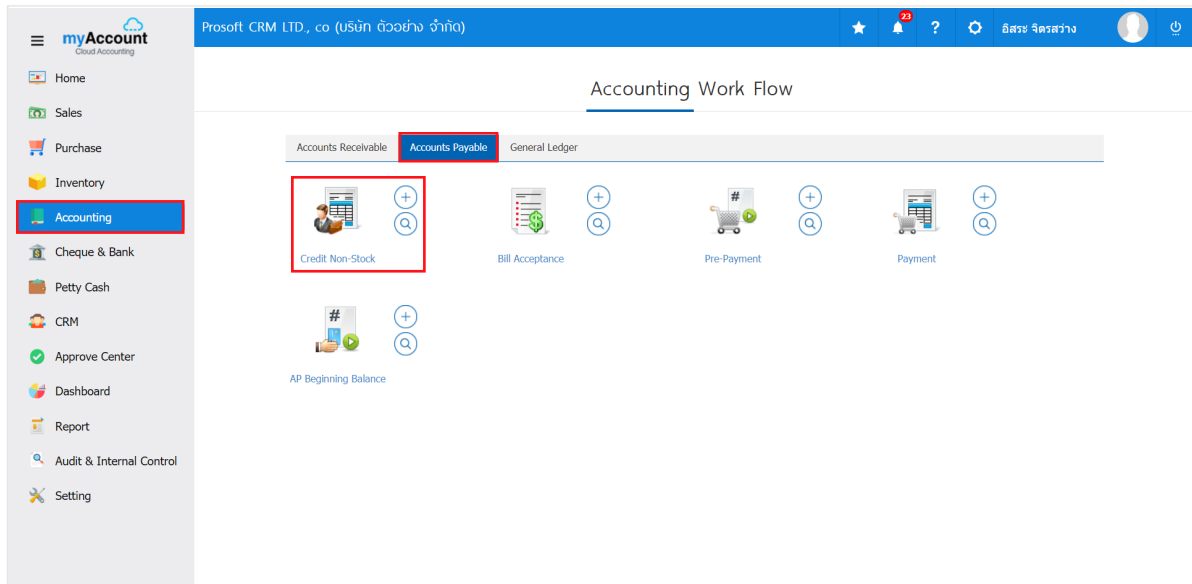 myAccount
Cloud Accounting
Prosoft CRM LTD., co (บริษัท ตัวอย่าง จำกัด)
23
?
อิสระ จิตรสว่าง
Home
Sales
Purchase
Inventory
Accounting
Cheque & Bank
Petty Cash
CRM
Approve Center
Dashboard
Report
Audit & Internal Control
Setting
Accounting Work Flow
Accounts Receivable Accounts Payable General Ledger
Credit Non-Stock
Bill Acceptance
#
Pre-Payment
Payment
#
AP Beginning Balance